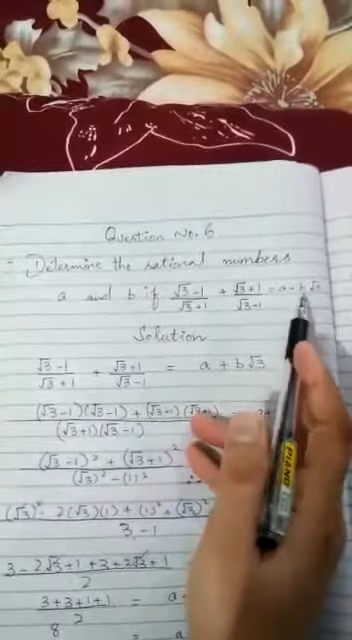 Question No. 6
Determine the rational numbers
a and b if √3-1/√3+1 + √3+1/√3-1 = a - b√
Solution
√3-1/√3+1 + √3+1/√3-1 = a + b√3
(√3-1)(√3-1) + (√3+1)(√3+1)/(√3+1)(√3-1) = a+
(√3-1)² + (√3+1)²/(√3)² - (1)²
(√3)² - 2(√3)(1) + (1)² + (√3)²/3-1
3-2√3+1+3+2√3+1/2
3+3+1+1/2 = a+
8
a
PIANO